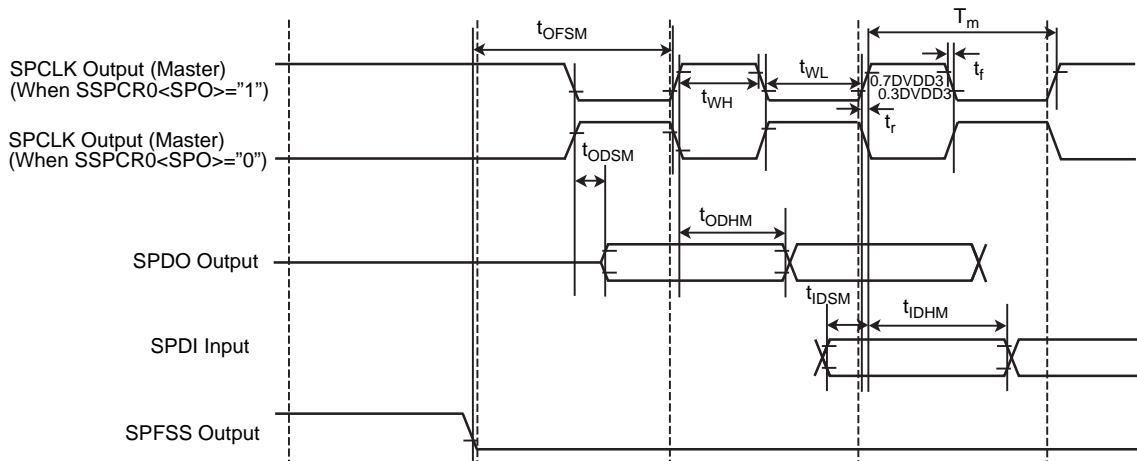 tOFSM
Tm
SPCLK Output (Master)
(When SSPCR0<SPO>="1")
tWH
tWL
0.7DVDD3
0.3DVDD3
tf
tr
SPCLK Output (Master)
(When SSPCR0<SPO>="0")
tODSM
tODHM
SPDO Output
tIDSM
tIDHM
SPDI Input
SPFSS Output